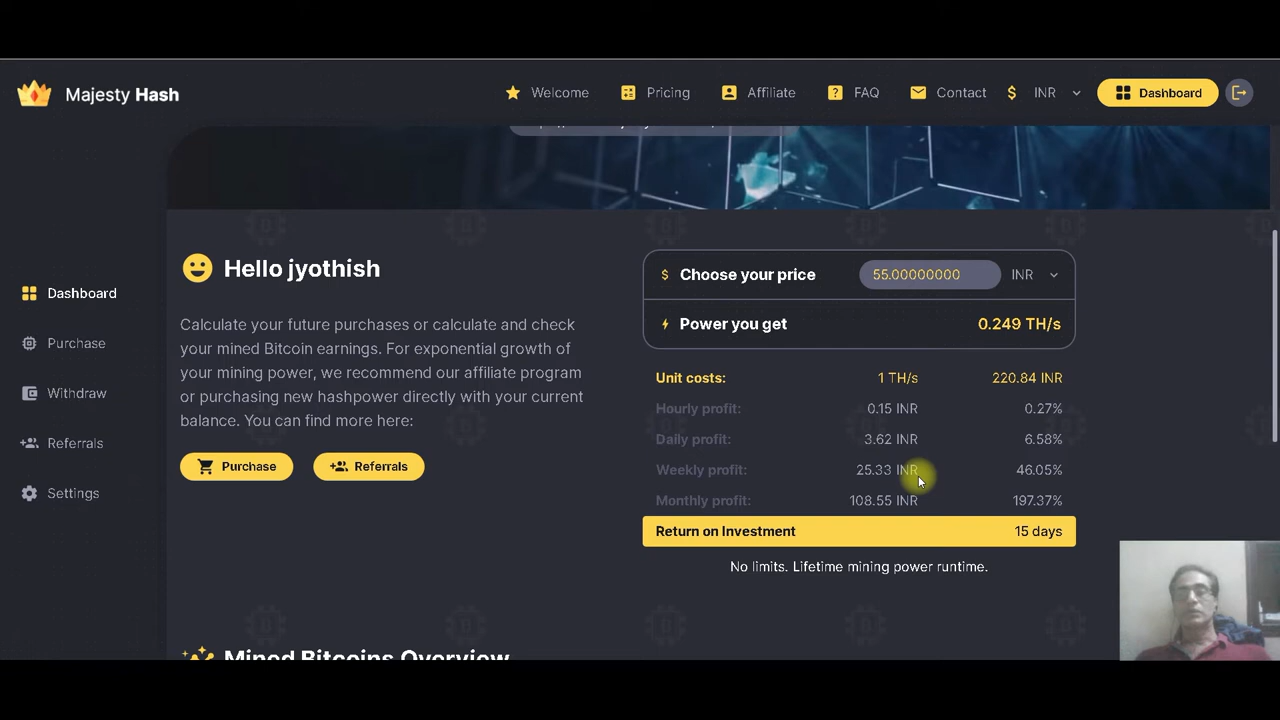 Majesty Hash
Welcome
Pricing
Affiliate
FAQ
Contact
$ INR
Dashboard
Dashboard
Purchase
Withdraw
Referrals
Settings
Hello jyothish
Calculate your future purchases or calculate and check
your mined Bitcoin earnings. For exponential growth of
your mining power, we recommend our affiliate program
or purchasing new hashpower directly with your current
balance. You can find more here:
Purchase
Referrals
$ Choose your price 55.00000000 INR
Power you get 0.249 TH/s
Unit costs: 1 TH/s 220.84 INR
Hourly profit: 0.15 INR 0.27%
Daily profit: 3.62 INR 6.58%
Weekly profit: 25.33 INR 46.05%
Monthly profit: 108.55 INR 197.37%
Return on Investment 15 days
No limits. Lifetime mining power runtime.
Mined Bitcoins Overview